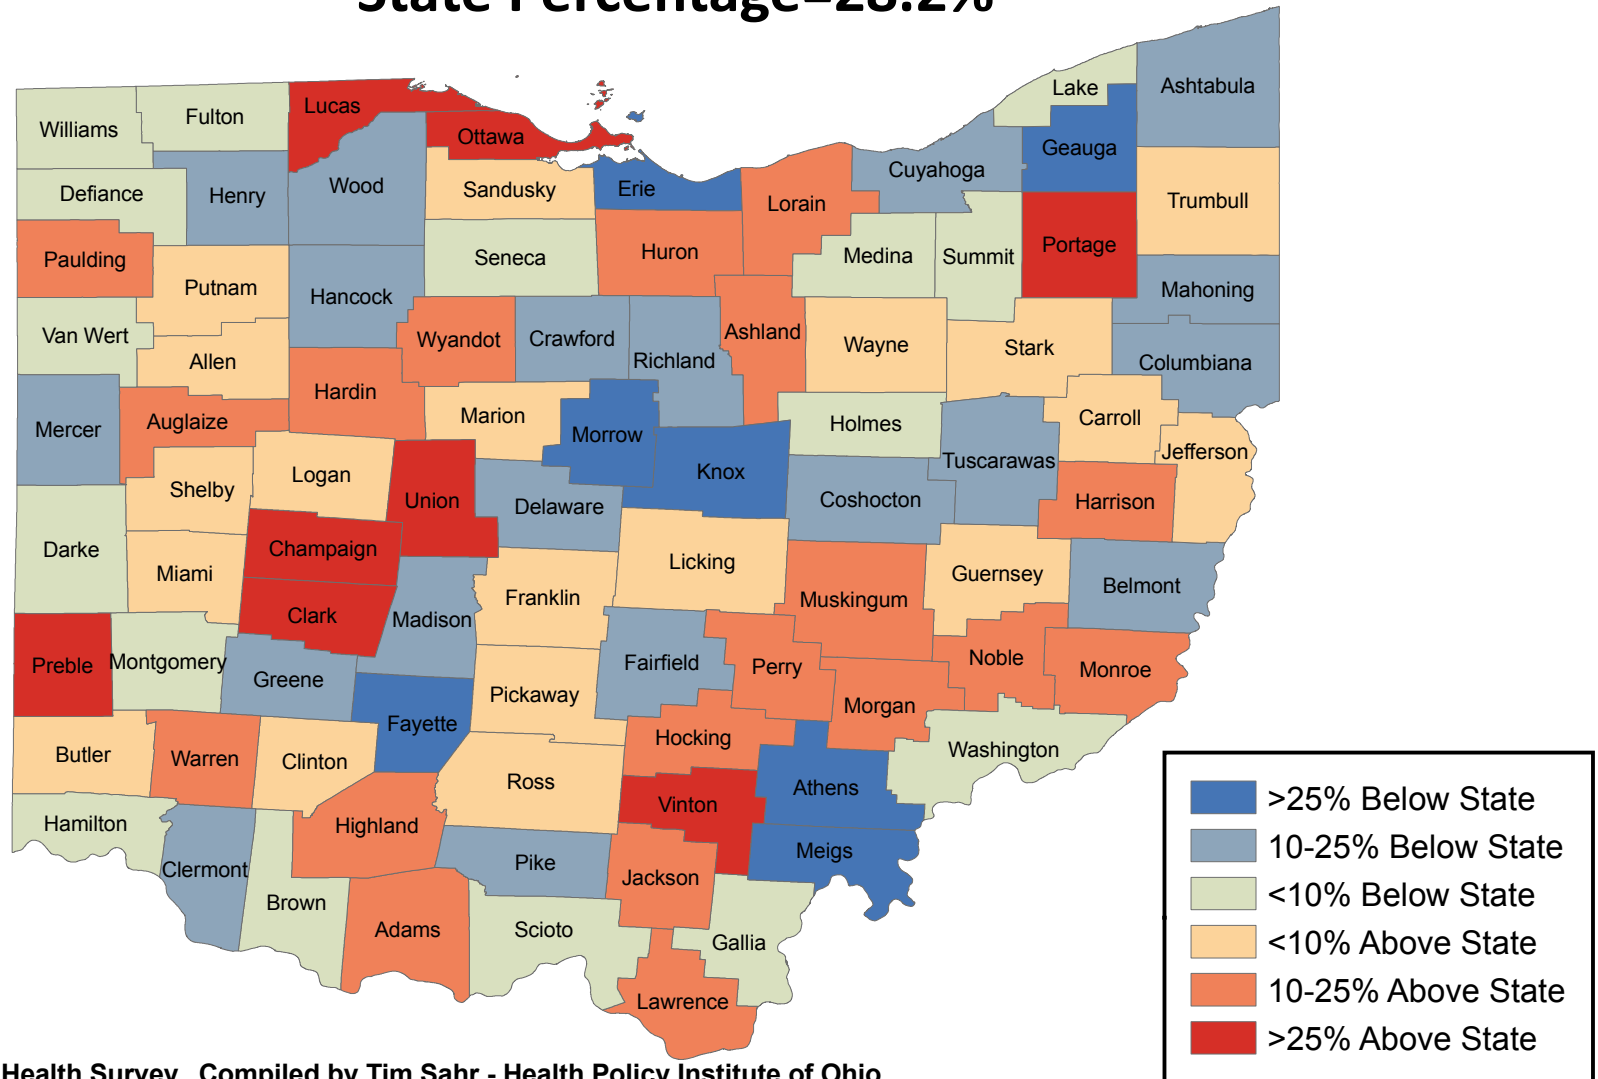 State Percentage=28.2%
Lake
Ashtabula
Williams
Fulton
Lucas
Ottawa
Geauga
Cuyahoga
Defiance
Henry
Wood
Sandusky
Erie
Lorain
Trumbull
Paulding
Putnam
Hancock
Seneca
Huron
Medina
Summit
Portage
Mahoning
Van Wert
Allen
Hardin
Wyandot
Crawford
Richland
Ashland
Wayne
Stark
Columbiana
Mercer
Auglaize
Marion
Morrow
Holmes
Carroll
Jefferson
Shelby
Logan
Union
Delaware
Knox
Coshocton
Tuscarawas
Harrison
Darke
Miami
Champaign
Clark
Madison
Franklin
Licking
Muskingum
Guernsey
Belmont
Preble
Montgomery
Greene
Fayette
Pickaway
Fairfield
Perry
Morgan
Noble
Monroe
Butler
Warren
Clinton
Ross
Hocking
Vinton
Athens
Washington
Hamilton
Clermont
Brown
Highland
Adams
Pike
Scioto
Jackson
Meigs
Gallia
Lawrence
>25% Below State
10-25% Below State
<10% Below State
<10% Above State
10-25% Above State
>25% Above State
Health Survey. Compiled by Tim Sahr - Health Policy Institute of Ohio